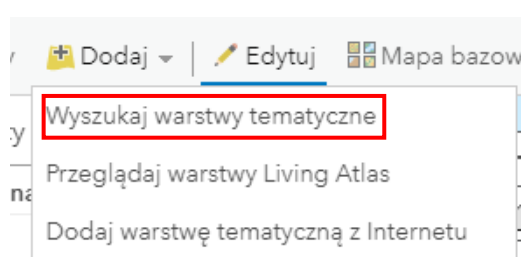 Dodaj Edytuj Mapa bazow
Wyszukaj warstwy tematyczne
Przeglądaj warstwy Living Atlas
Dodaj warstwę tematyczną z Internetu